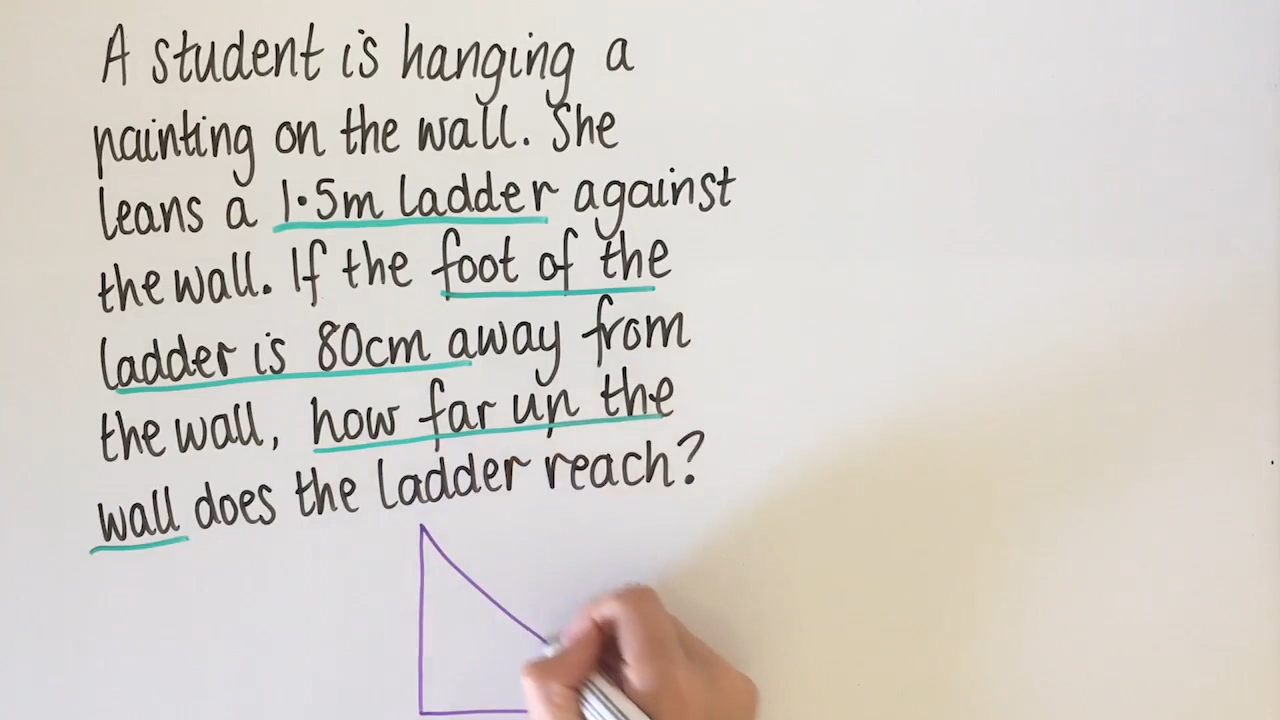 A student is hanging a
painting on the wall. She
leans a 1.5m ladder against
the wall. If the foot of the
ladder is 80cm away from
the wall, how far up the
wall does the ladder reach?